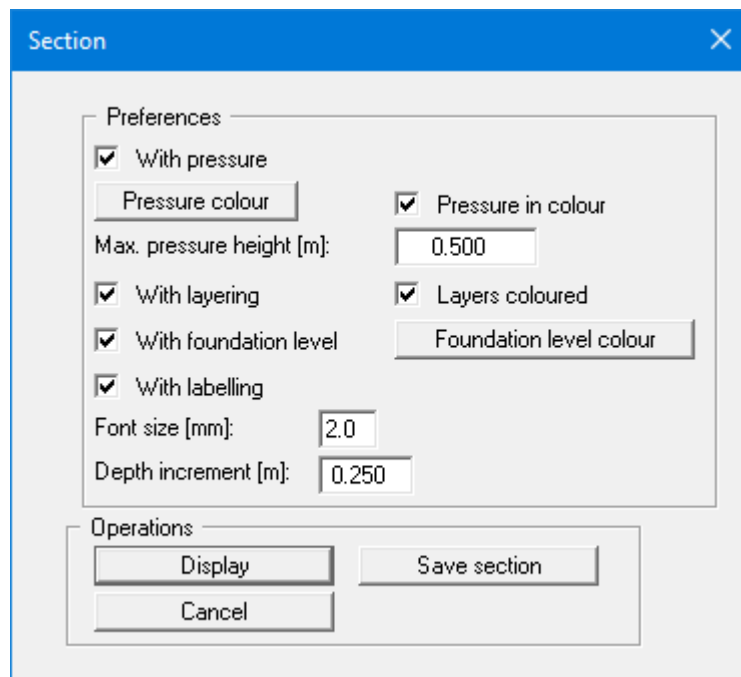 Section
Preferences
With pressure
Pressure colour
Pressure in colour
Max. pressure height [m]: 0.500
With layering
Layers coloured
With foundation level
Foundation level colour
With labelling
Font size [mm]: 2.0
Depth increment [m]: 0.250
Operations
Display
Save section
Cancel